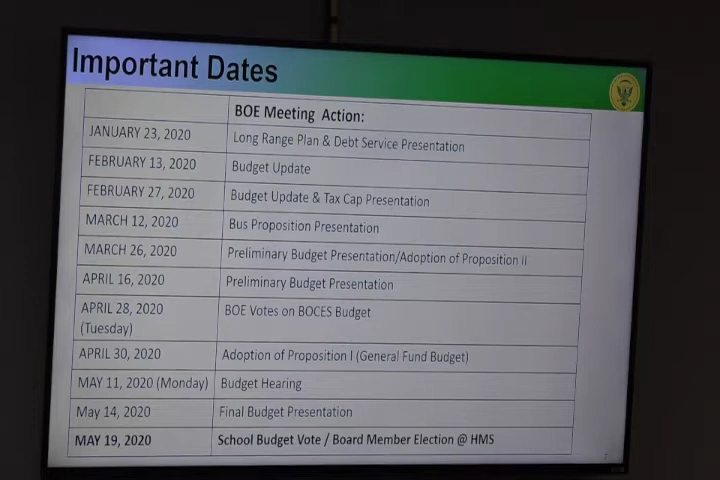 Important Dates
BOE Meeting Action:
JANUARY 23, 2020 Long Range Plan & Debt Service Presentation
FEBRUARY 13, 2020 Budget Update
FEBRUARY 27, 2020 Budget Update & Tax Cap Presentation
MARCH 12, 2020 Bus Proposition Presentation
MARCH 26, 2020 Preliminary Budget Presentation/Adoption of Proposition II
APRIL 16, 2020 Preliminary Budget Presentation
APRIL 28, 2020 BOE Votes on BOCES Budget
(Tuesday)
APRIL 30, 2020 Adoption of Proposition I (General Fund Budget)
MAY 11, 2020 (Monday) Budget Hearing
May 14, 2020 Final Budget Presentation
MAY 19, 2020 School Budget Vote / Board Member Election @ HMS
7